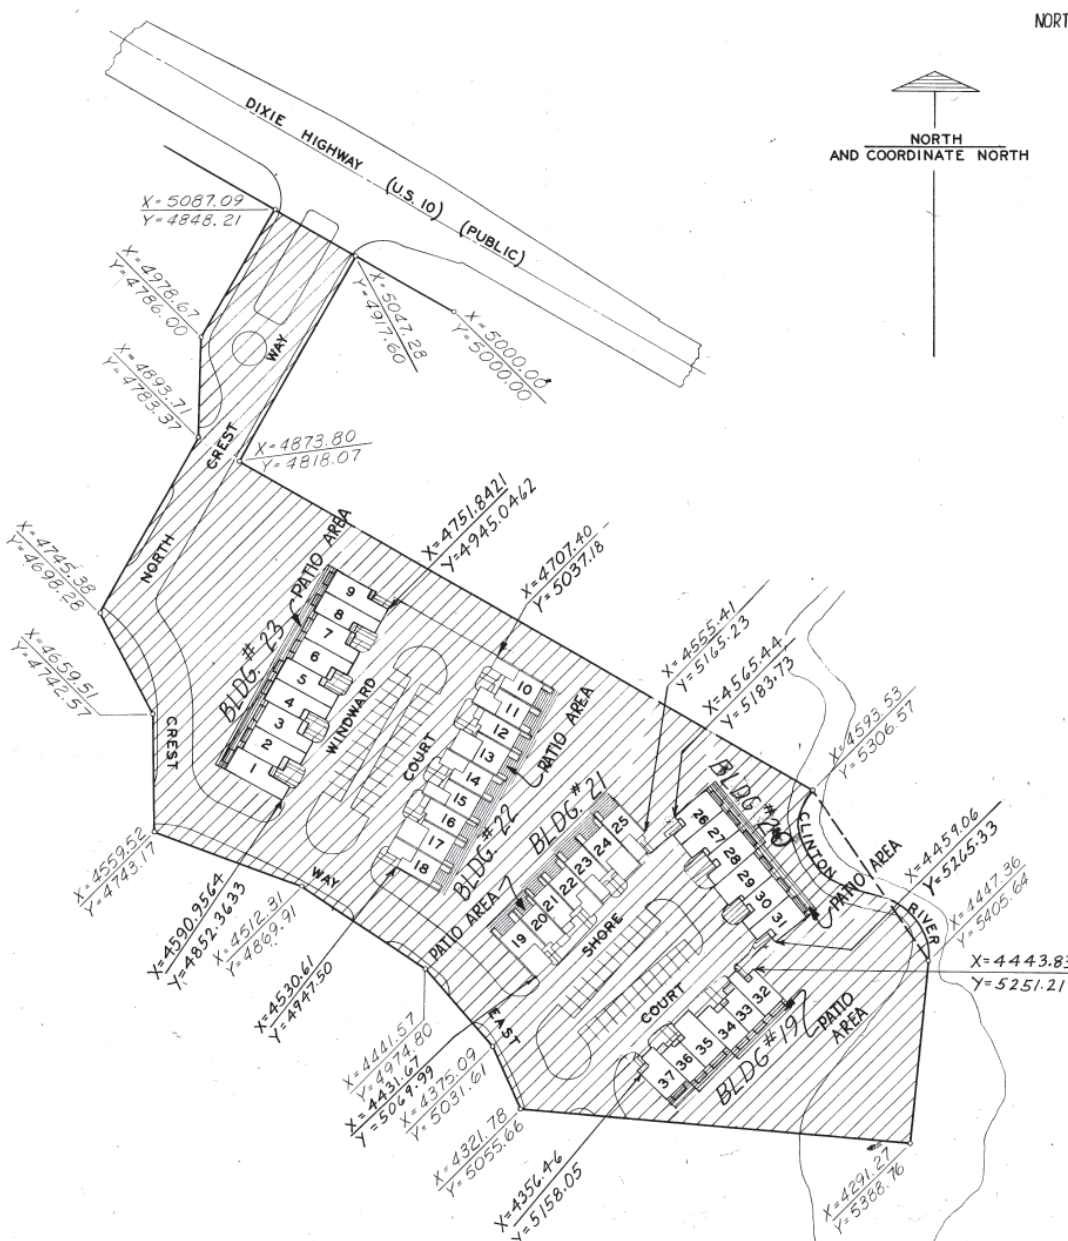 NORT
NORTH
AND COORDINATE NORTH
DIXIE HIGHWAY (U.S. 10) (PUBLIC)
X=5087.09
Y=4848.21
X=4978.67
Y=4786.00
X=5047.28
Y=4917.60
X=5000.00
Y=5000.00
X=4893.71
Y=4783.37
X=4873.80
Y=4818.07
NORTH CREST WAY
X=4745.38
Y=4698.28
X=4659.51
Y=4742.57
X=4751.8421
Y=4945.0462
X=4707.40
Y=5037.18
X=4555.41
Y=5165.23
X=4565.44
Y=5183.73
X=4593.53
Y=5306.57
PATIO AREA
BLDG. #23
9
8
7
6
5
4
3
2
1
WINDWARD COURT
10
11
12
13
14
15
16
17
18
PATIO AREA
BLDG. #22
BLDG. #21
PATIO AREA
19
20
21
22
23
24
25
BLDG #20
26
27
28
29
30
31
PATIO AREA
CLINTON RIVER
SHORE COURT
32
33
34
35
36
37
BLDG #19
PATIO
AREA
CREST WAY
EAST
X=4559.52
Y=4743.17
X=4590.9564
Y=4852.3633
X=4512.31
Y=4869.91
X=4530.61
Y=4947.50
X=4441.57
Y=4974.80
X=4431.67
Y=5069.99
X=4375.09
Y=5031.61
X=4321.78
Y=5055.66
X=4356.46
Y=5158.05
X=4459.06
Y=5265.33
X=4447.36
Y=5405.64
X=4443.83
Y=5251.21
X=4291.27
Y=5388.76